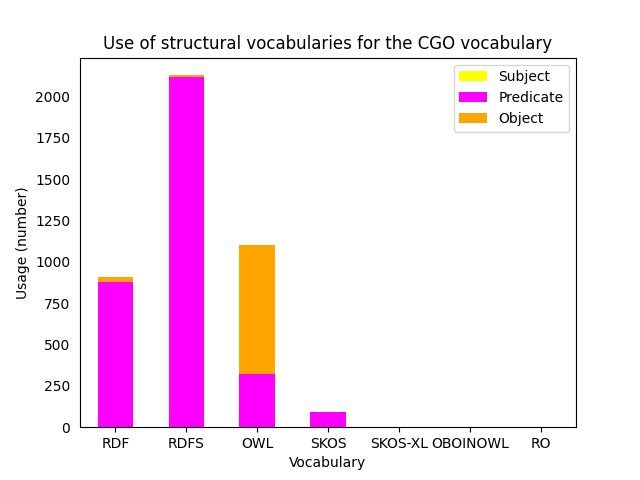 Use of structural vocabularies for the CGO vocabulary
Subject
Predicate
Object
Usage (number)
2000
1750
1500
1250
1000
750
500
250
0
RDF RDFS OWL SKOS SKOS-XL OBOINOWL RO
Vocabulary